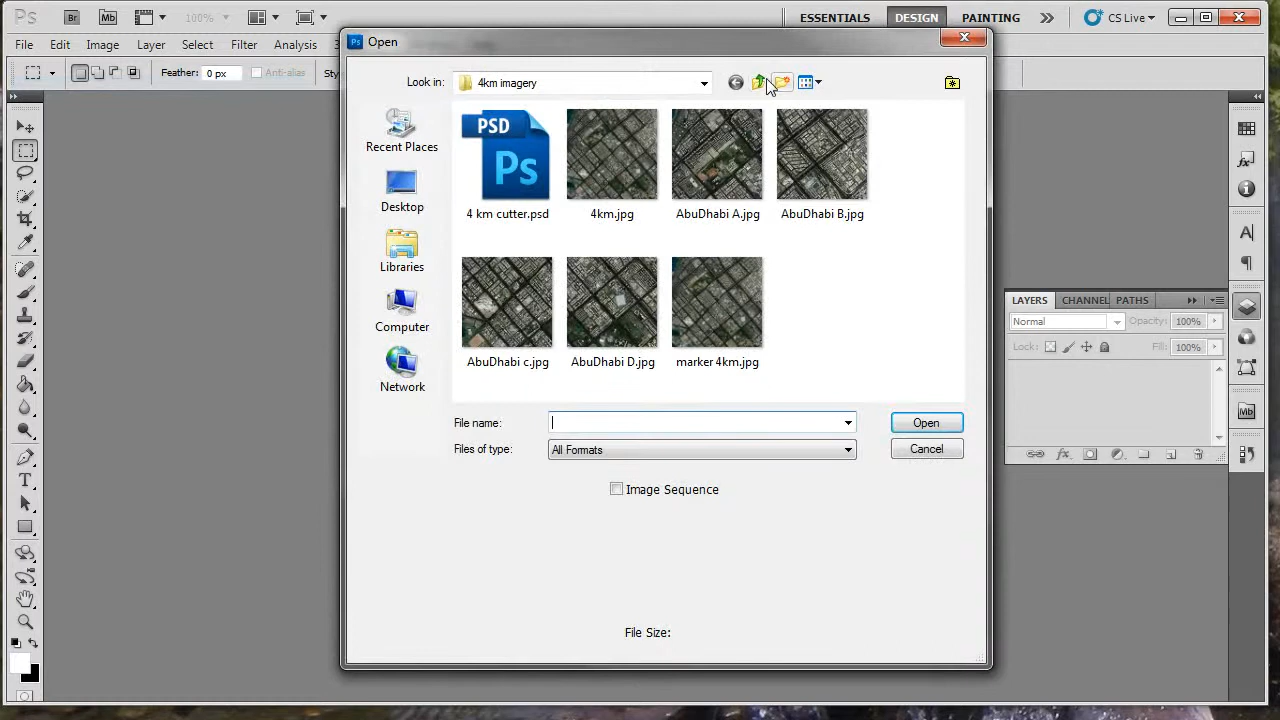 Ps Br Mb 100% ESSENTIALS DESIGN PAINTING CS Live
File Edit Image Layer Select Filter Analysis
Feather: 0 px Anti-alias
Ps Open
Look in: 4km imagery
Recent Places
Desktop
Libraries
Computer
Network
PSD
Ps
4 km cutter.psd 4km.jpg AbuDhabi A.jpg AbuDhabi B.jpg
AbuDhabi c.jpg AbuDhabi D.jpg marker 4km.jpg
File name: Open
Files of type: All Formats Cancel
Image Sequence
File Size:
LAYERS CHANNEL PATHS
Normal Opacity: 100%
Lock: Fill: 100%
fx
Mb